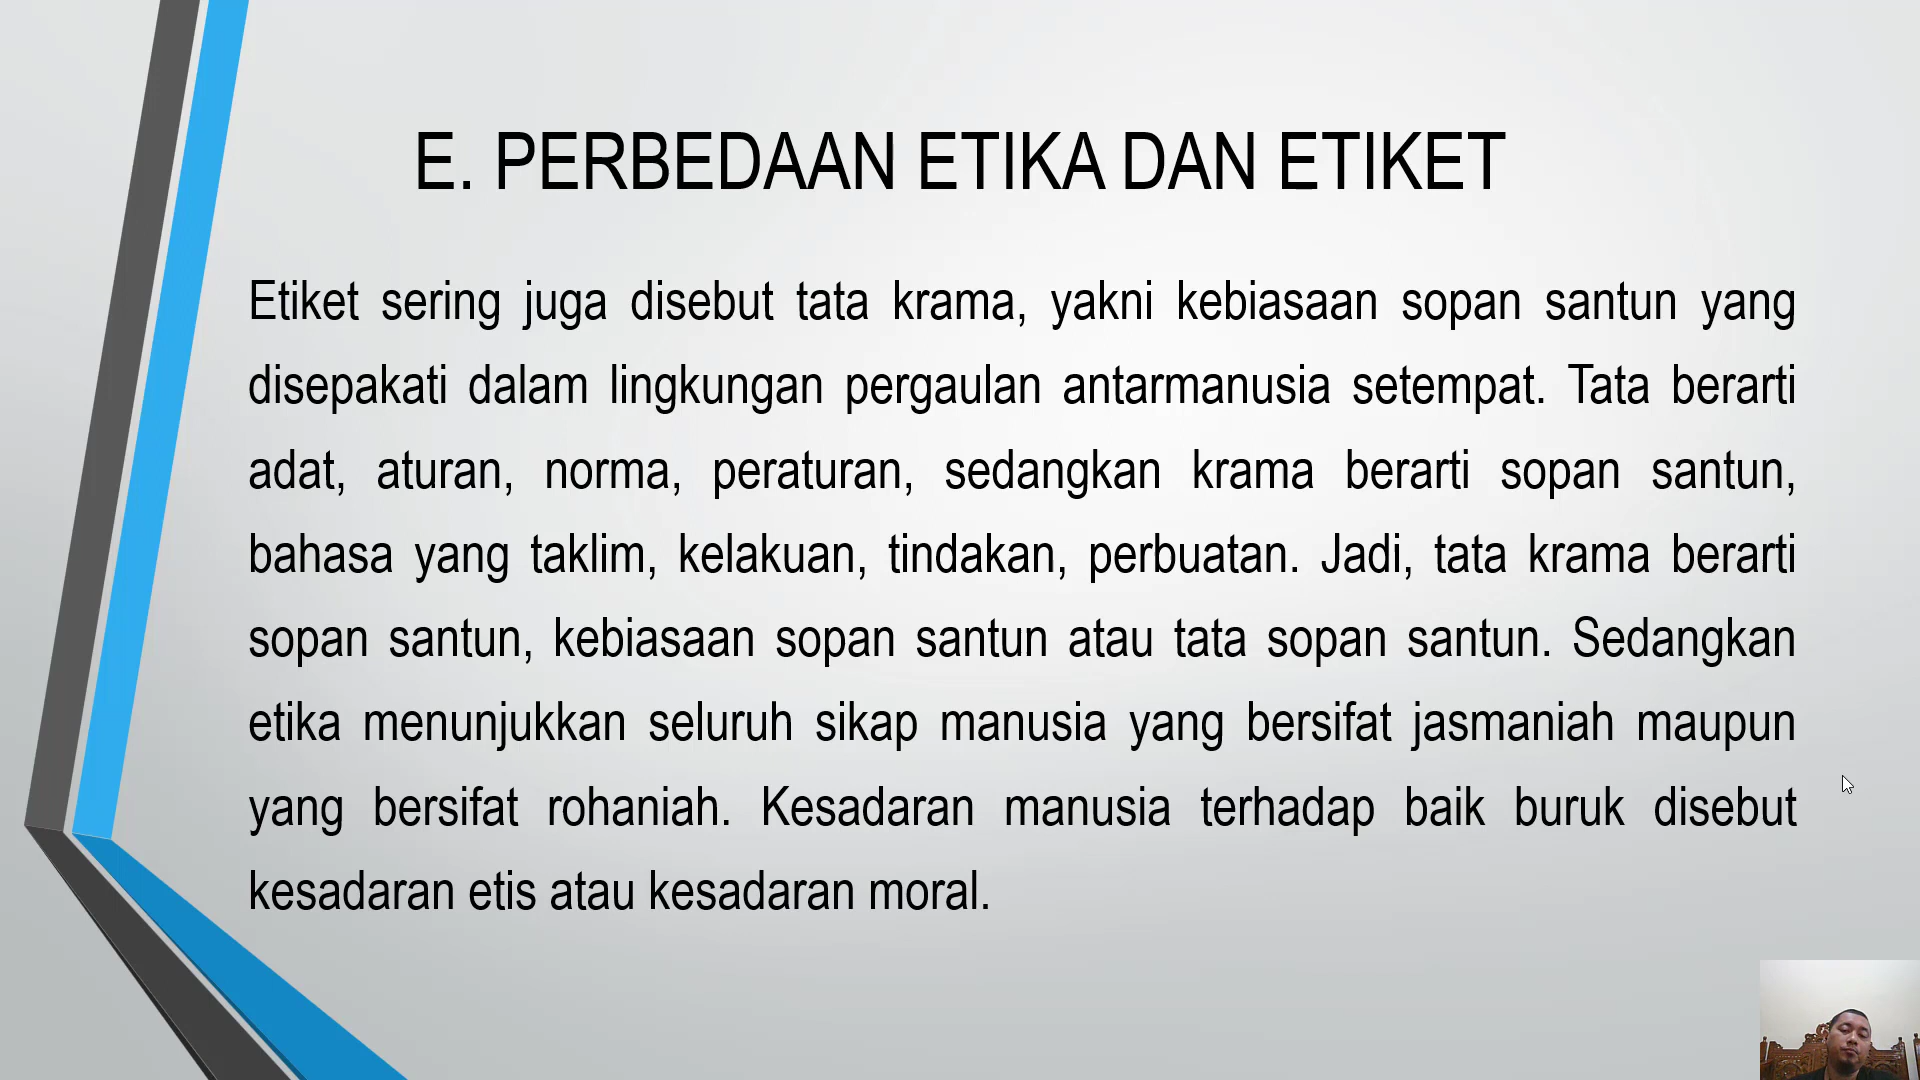 E. PERBEDAAN ETIKA DAN ETIKET
Etiket sering juga disebut tata krama, yakni kebiasaan sopan santun yang
disepakati dalam lingkungan pergaulan antarmanusia setempat. Tata berarti
adat, aturan, norma, peraturan, sedangkan krama berarti sopan santun,
bahasa yang taklim, kelakuan, tindakan, perbuatan. Jadi, tata krama berarti
sopan santun, kebiasaan sopan santun atau tata sopan santun. Sedangkan
etika menunjukkan seluruh sikap manusia yang bersifat jasmaniah maupun
yang bersifat rohaniah. Kesadaran manusia terhadap baik buruk disebut
kesadaran etis atau kesadaran moral.